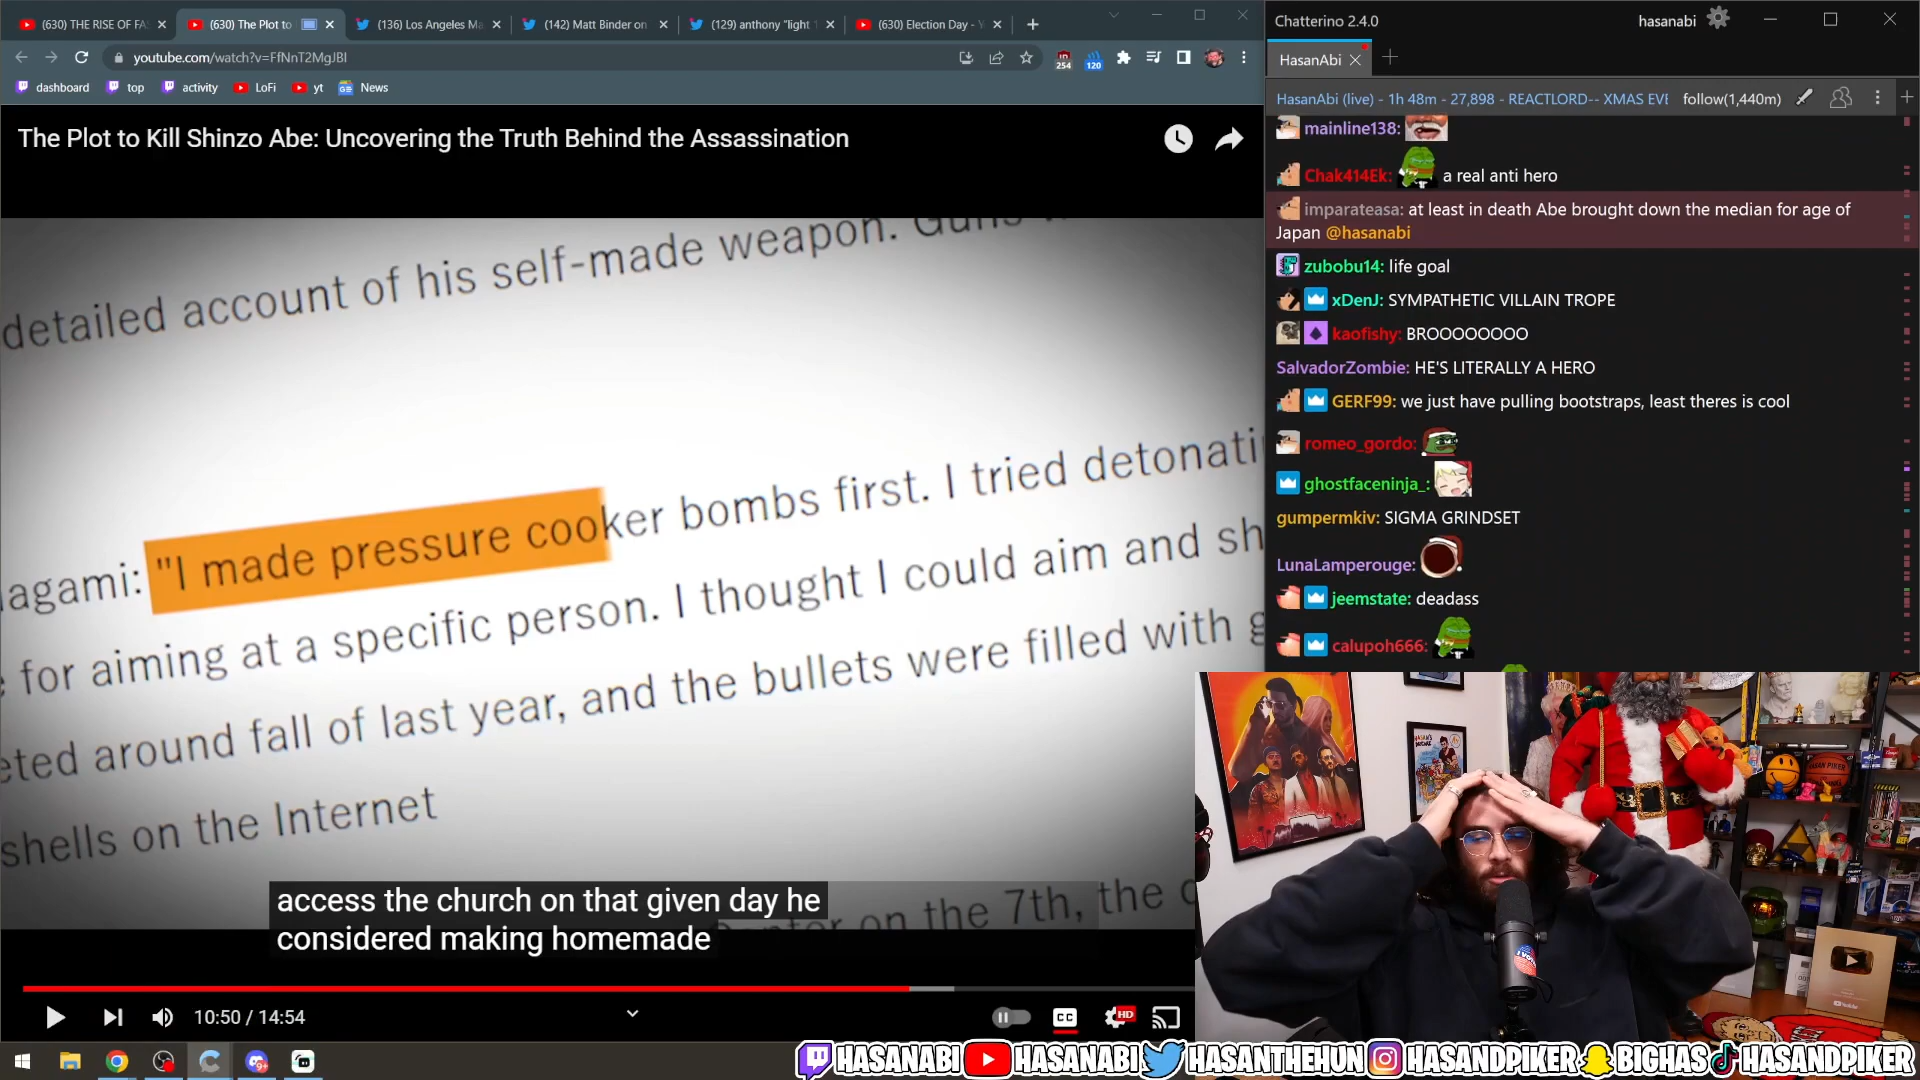 (630) THE RISE OF FA
(630) The Plot to
(136) Los Angeles Ma
(142) Matt Binder on
(129) anthony "light
(630) Election Day - Y
youtube.com/watch?v=FfNnT2MgJBI
254
120
dashboard
top
activity
LoFi
yt
News
The Plot to Kill Shinzo Abe: Uncovering the Truth Behind the Assassination
detailed account of his self-made weapon.
agami: "I made pressure cooker bombs first. I tried detonati
for aiming at a specific person. I thought I could aim and sh
eted around fall of last year, and the bullets were filled with g
shells on the Internet
on the 7th, the
access the church on that given day he
considered making homemade
10:50 / 14:54
CC
HD
Chatterino 2.4.0
hasanabi
HasanAbi
HasanAbi (live) - 1h 48m - 27,898 - REACTLORD-- XMAS EVE
follow(1,440m)
mainline138:
Chak414Ek: a real anti hero
imparateasa: at least in death Abe brought down the median for age of
Japan @hasanabi
zubobu14: life goal
xDenJ: SYMPATHETIC VILLAIN TROPE
kaofishy: BROOOOOOOO
SalvadorZombie: HE'S LITERALLY A HERO
GERF99: we just have pulling bootstraps, least theres is cool
romeo_gordo:
ghostfaceninja_:
gumpermkiv: SIGMA GRINDSET
LunaLamperouge:
jeemstate: deadass
calupoh666:
HASANABI HASANABI HASANTHEHUN HASANDPIKER BIGHAS HASANDPIKER